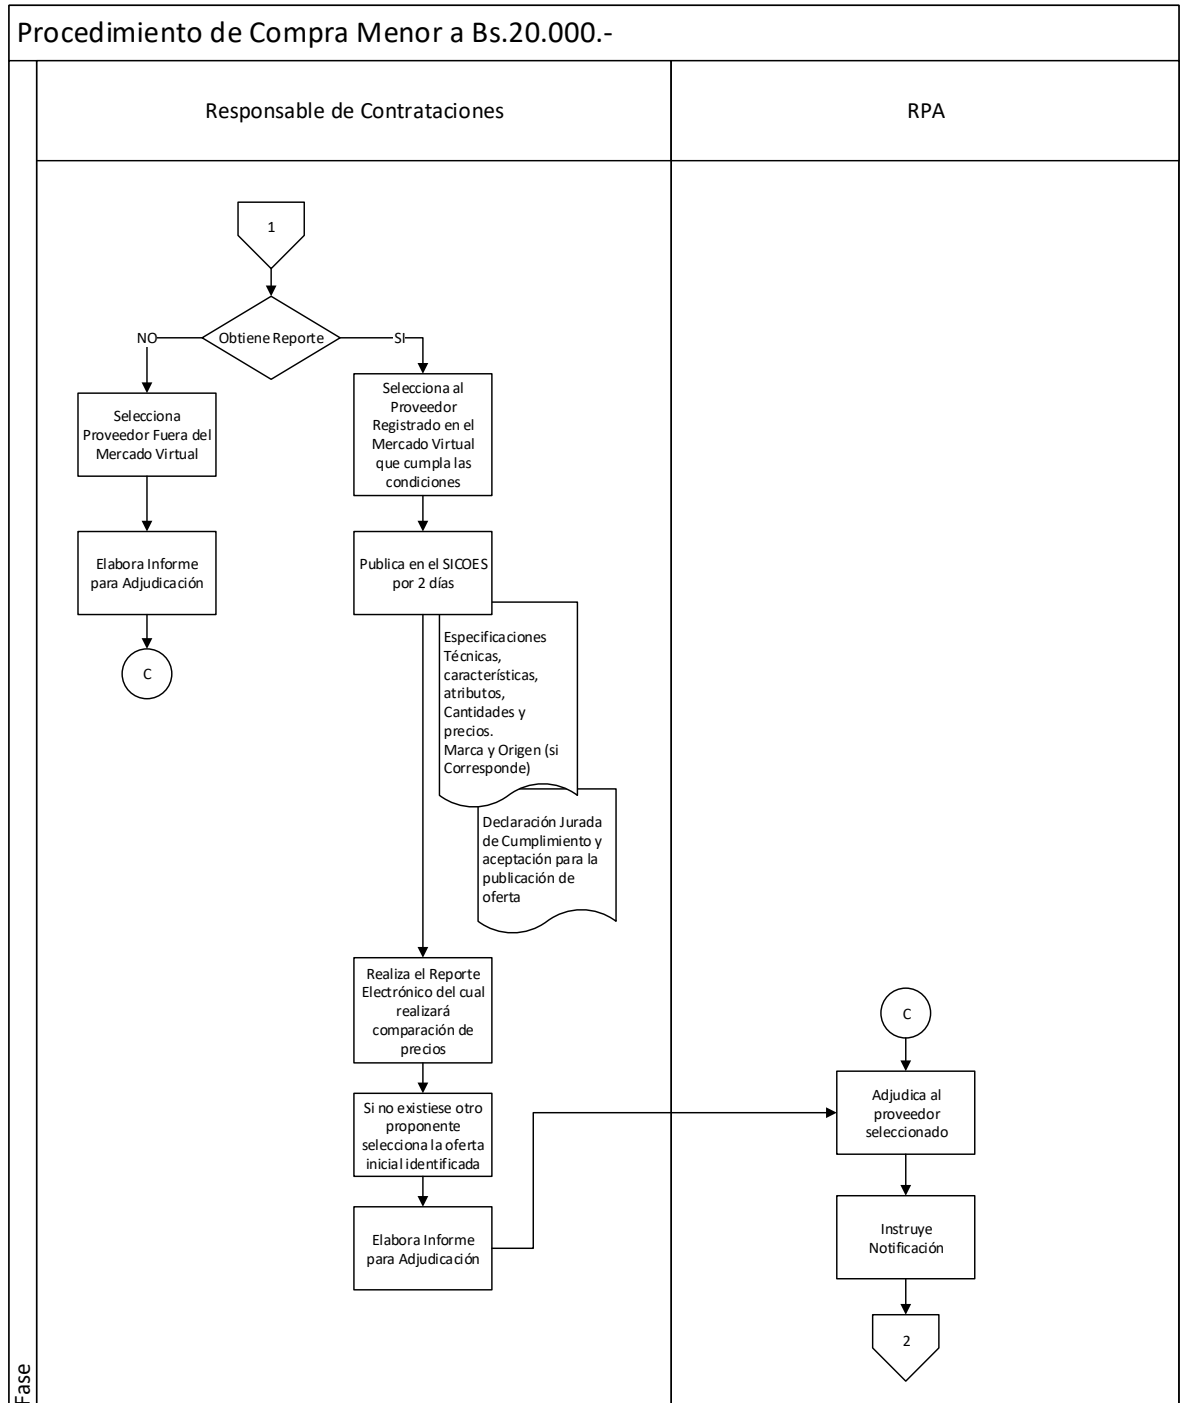 Procedimiento de Compra Menor a Bs.20.000.-
Responsable de Contrataciones
RPA
1
Obtiene Reporte
NO
SI
Selecciona
Proveedor Fuera del
Mercado Virtual
Elabora Informe
para Adjudicación
C
Selecciona al
Proveedor
Registrado en el
Mercado Virtual
que cumpla las
condiciones
Publica en el SICOES
por 2 días
Especificaciones
Técnicas,
características,
atributos,
Cantidades y
precios.
Marca y Origen (si
Corresponde)
Declaración Jurada
de Cumplimiento y
aceptación para la
publicación de
oferta
Realiza el Reporte
Electrónico del cual
realizará
comparación de
precios
Si no existiese otro
proponente
selecciona la oferta
inicial identificada
Elabora Informe
para Adjudicación
C
Adjudica al
proveedor
seleccionado
Instruye
Notificación
2
Fase